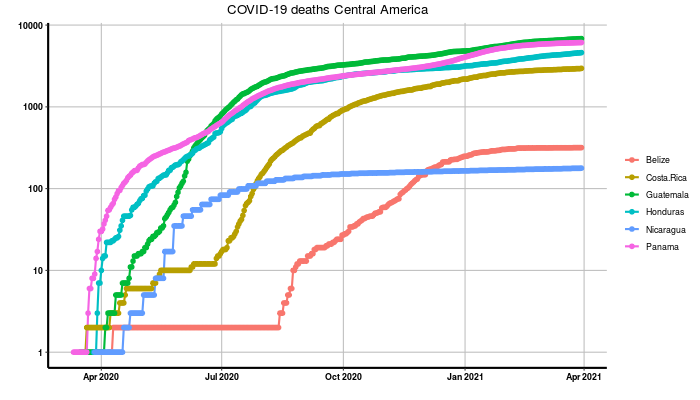 COVID-19 deaths Central America
10000
1000
100
10
1
Apr 2020
Jul 2020
Oct 2020
Jan 2021
Apr 2021
Belize
Costa.Rica
Guatemala
Honduras
Nicaragua
Panama